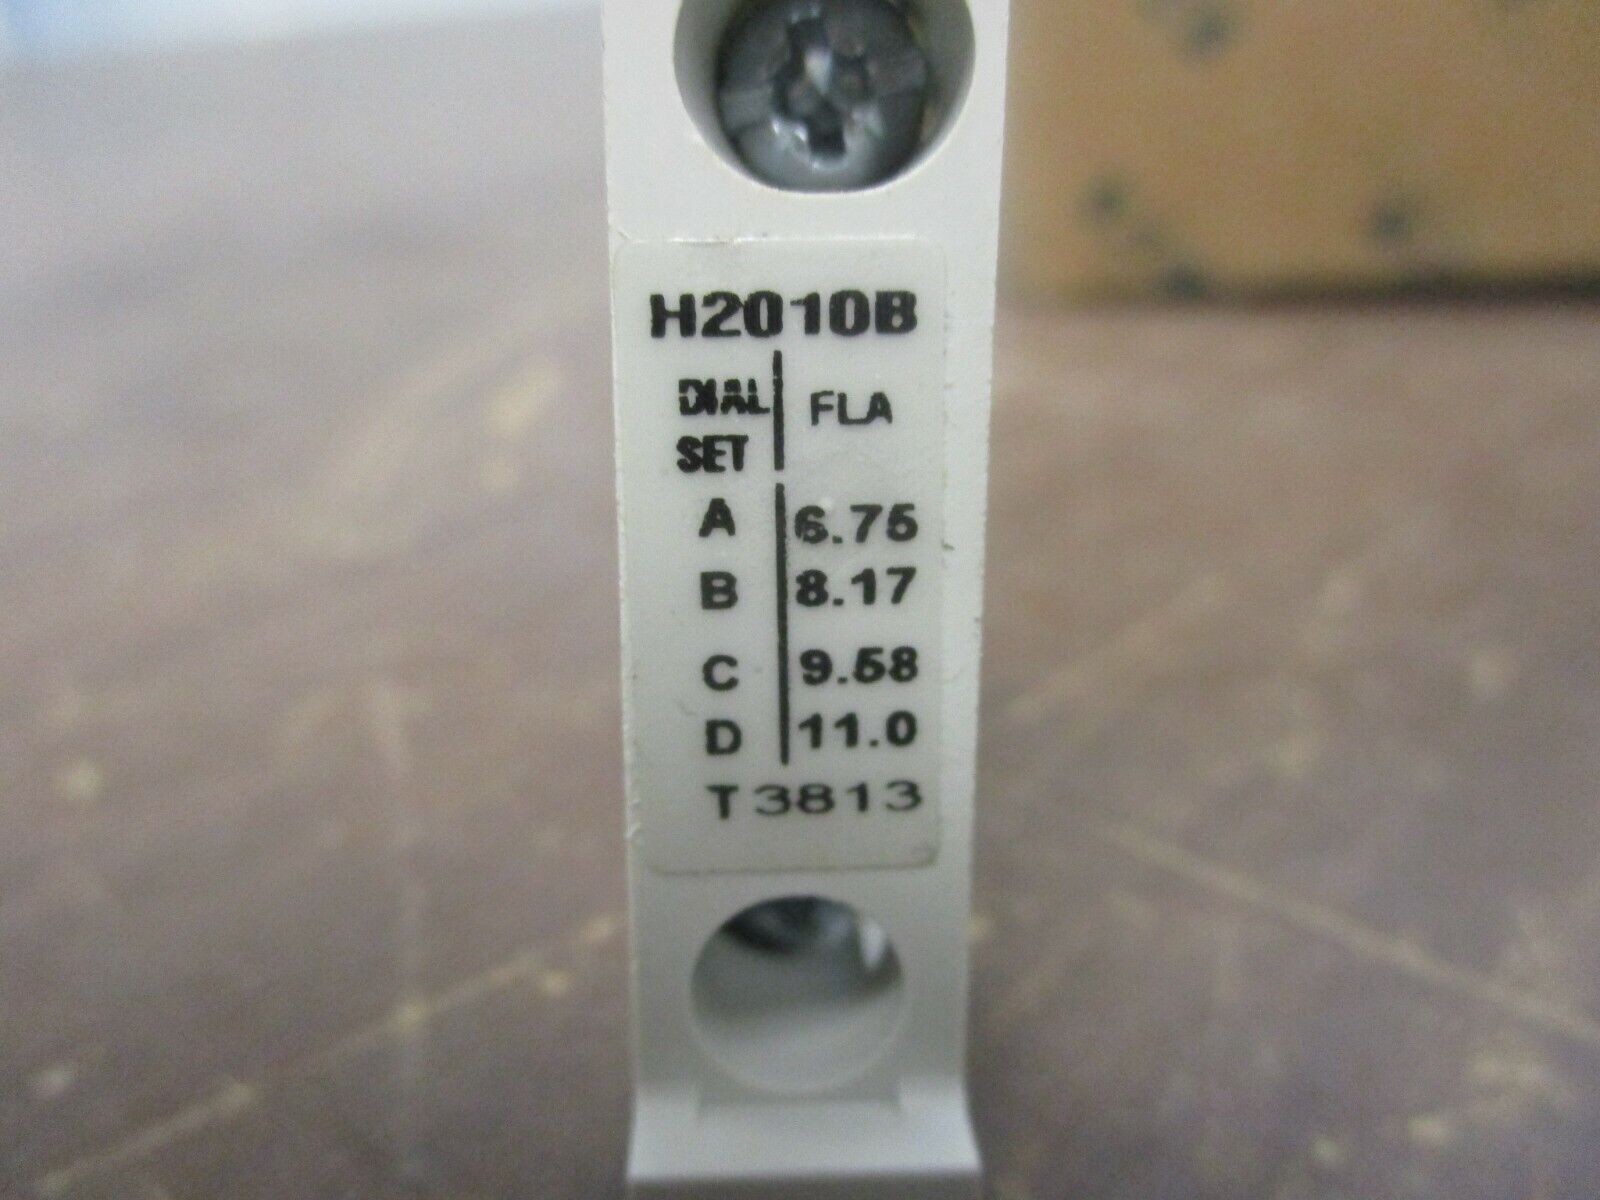 H2010B
DIAL SET FLA
A 6.75
B 8.17
C 9.58
D 11.0
T3813